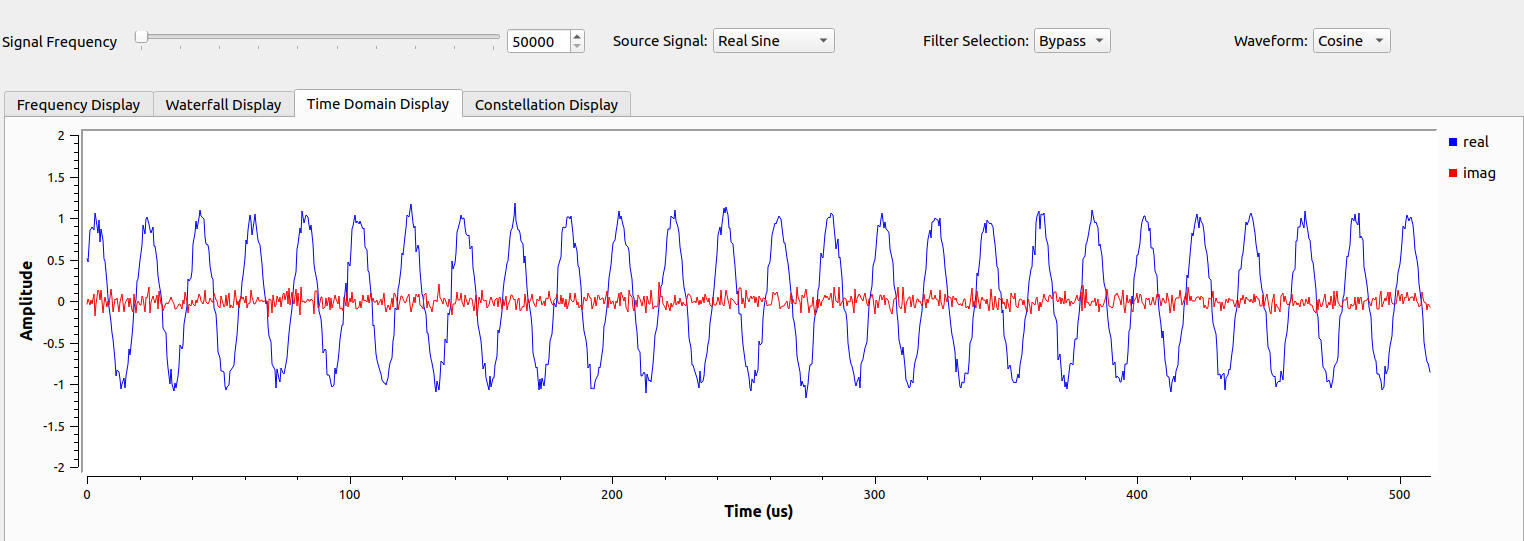 Signal Frequency 50000 Source Signal: Real Sine Filter Selection: Bypass Waveform: Cosine
Frequency Display Waterfall Display Time Domain Display Constellation Display
2
1.5
1
0.5
0
-0.5
-1
-1.5
-2
Amplitude
real
imag
0 100 200 300 400 500
Time (us)